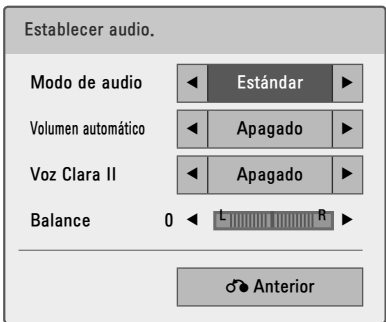 Establecer audio.
Modo de audio ◄ Estándar ►
Volumen automático ◄ Apagado ►
Voz Clara II ◄ Apagado ►
Balance 0 ◄ L R ►
Anterior